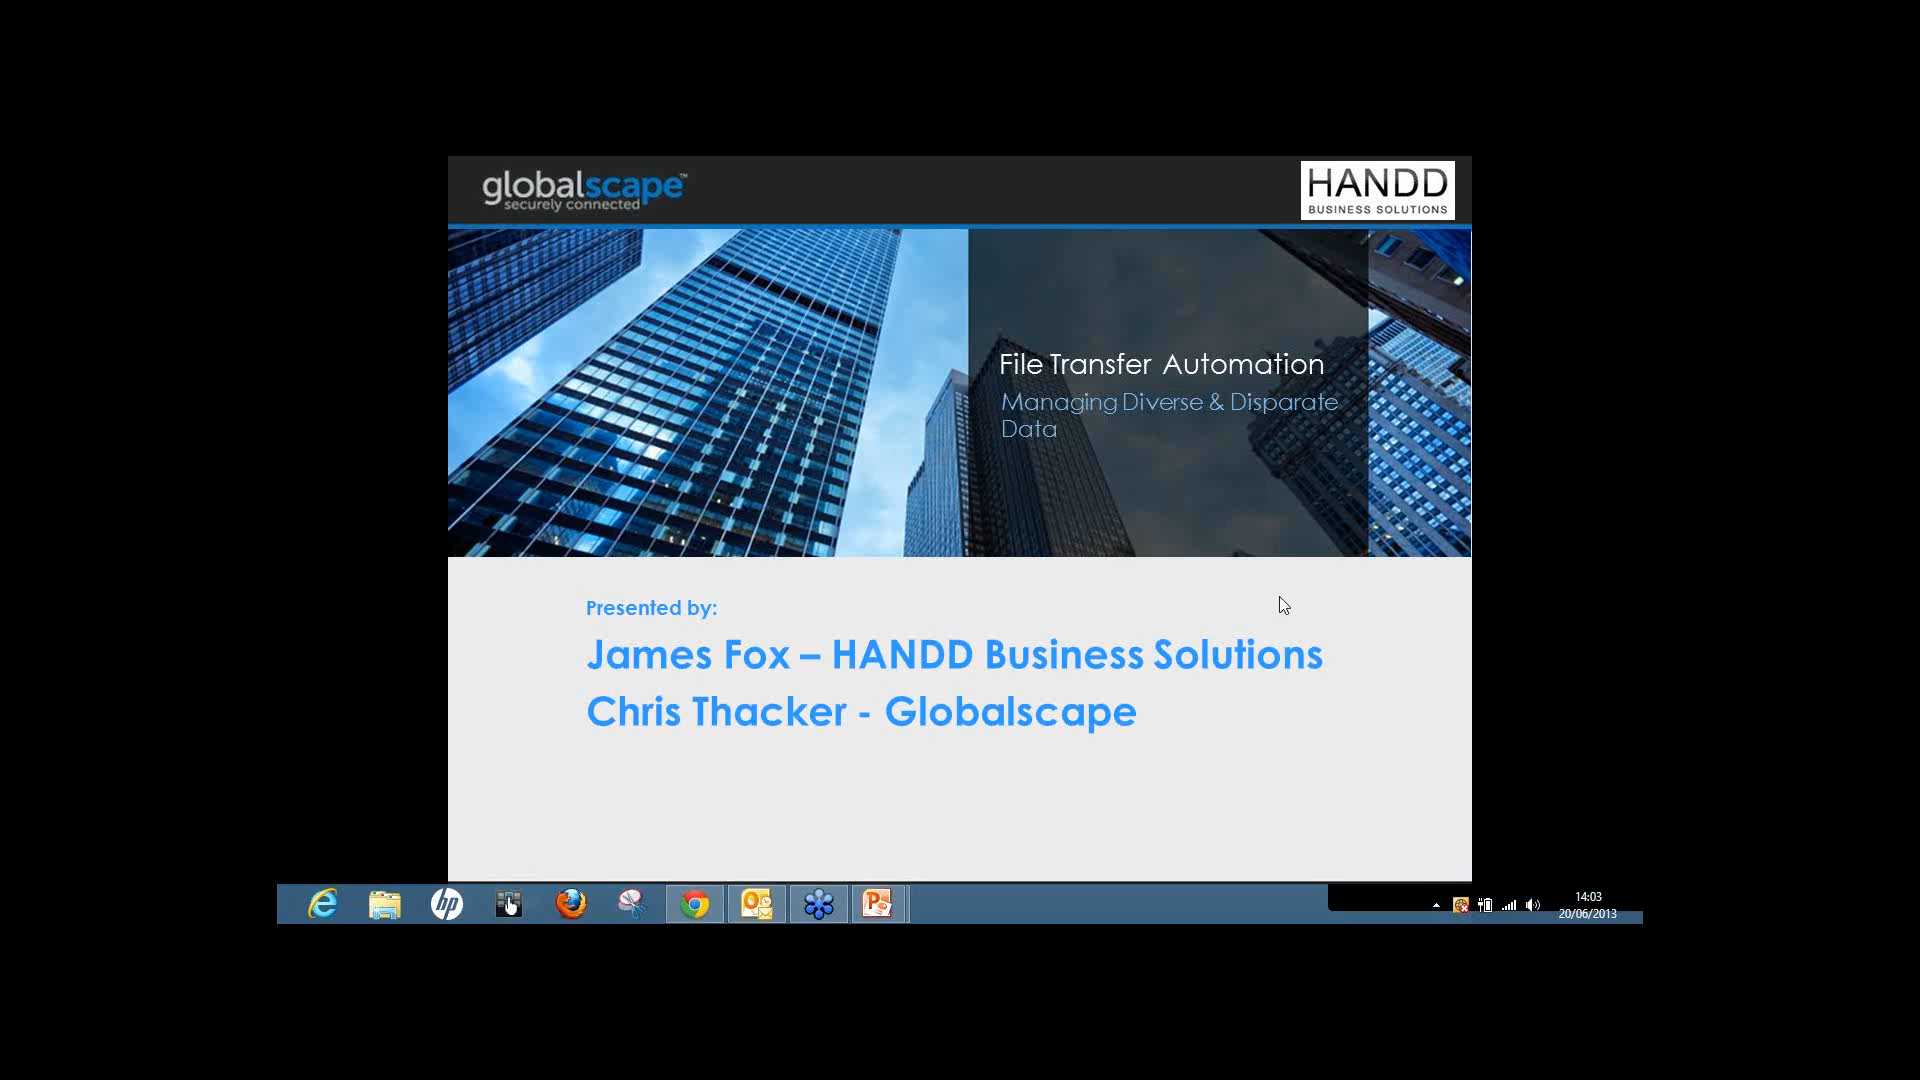 globalscape™
securely connected
HANDD
BUSINESS SOLUTIONS
File Transfer Automation
Managing Diverse & Disparate
Data
Presented by:
James Fox – HANDD Business Solutions
Chris Thacker - Globalscape
14:03
20/06/2013